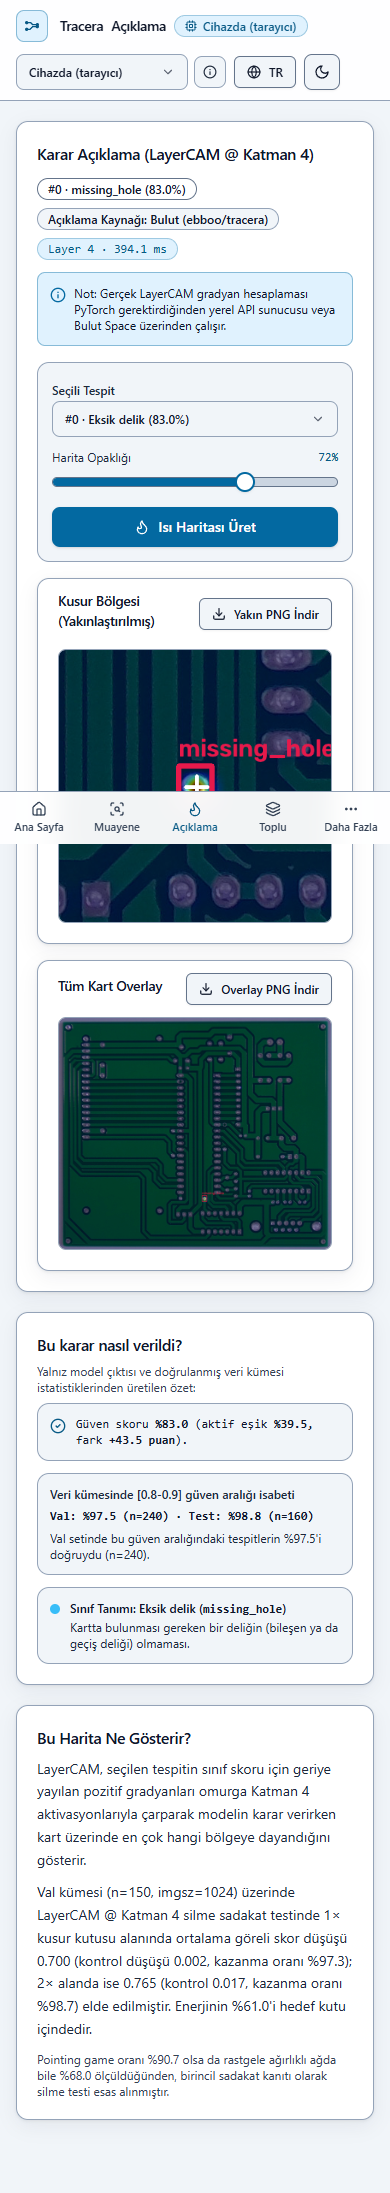 Tracera Açıklama
Cihazda (tarayıcı)
Cihazda (tarayıcı)
TR
Karar Açıklama (LayerCAM @ Katman 4)
#0 · missing_hole (83.0%)
Açıklama Kaynağı: Bulut (ebboo/tracera)
Layer 4 · 394.1 ms
Not: Gerçek LayerCAM gradyan hesaplaması
PyTorch gerektirdiğinden yerel API sunucusu veya
Bulut Space üzerinden çalışır.
Seçili Tespit
#0 · Eksik delik (83.0%)
Harita Opaklığı
72%
Isı Haritası Üret
Kusur Bölgesi
(Yakınlaştırılmış)
Yakın PNG İndir
missing_hole
Ana Sayfa
Muayene
Açıklama
Toplu
Daha Fazla
Tüm Kart Overlay
Overlay PNG İndir
Bu karar nasıl verildi?
Yalnız model çıktısı ve doğrulanmış veri kümesi
istatistiklerinden üretilen özet:
Güven skoru %83.0 (aktif eşik %39.5,
fark +43.5 puan).
Veri kümesinde [0.8-0.9] güven aralığı isabeti
Val: %97.5 (n=240) · Test: %98.8 (n=160)
Val setinde bu güven aralığındaki tespitlerin %97.5'i
doğruydu (n=240).
Sınıf Tanımı: Eksik delik (missing_hole)
Kartta bulunması gereken bir deliğin (bileşen ya da
geçiş deliği) olmaması.
Bu Harita Ne Gösterir?
LayerCAM, seçilen tespitin sınıf skoru için geriye
yayılan pozitif gradyanları omurga Katman 4
aktivasyonlarıyla çarparak modelin karar verirken
kart üzerinde en çok hangi bölgeye dayandığını
gösterir.
Val kümesi (n=150, imgsz=1024) üzerinde
LayerCAM @ Katman 4 silme sadakat testinde 1×
kusur kutusu alanında ortalama göreli skor düşüşü
0.700 (kontrol düşüşü 0.002, kazanma oranı %97.3);
2× alanda ise 0.765 (kontrol 0.017, kazanma oranı
%98.7) elde edilmiştir. Enerjinin %61.0'i hedef kutu
içindedir.
Pointing game oranı %90.7 olsa da rastgele ağırlıklı ağda
bile %68.0 ölçüldüğünden, birincil sadakat kanıtı olarak
silme testi esas alınmıştır.